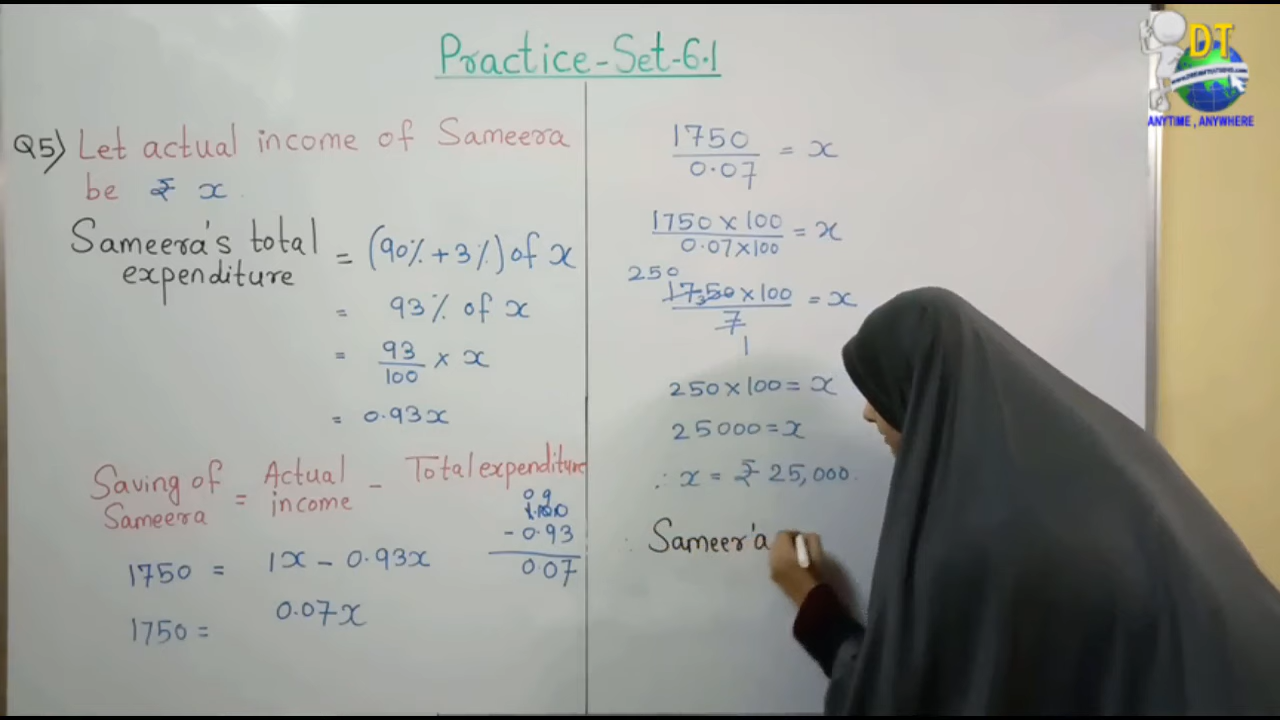 Practice-Set-6.1
Q5) Let actual income of Sameera
be ₹ x.
Sameera's total
expenditure
= (90% + 3%) of x
= 93% of x
= 93/100 × x
= 0.93x
Saving of Sameera = Actual income - Total expenditure
1750 = 1x - 0.93x
1750 = 0.07x
0 9
1.00
- 0.93
0.07
1750/0.07 = x
1750 × 100/0.07 × 100 = x
250
1750 × 100/7 = x
1
250 × 100 = x
25000 = x
∴ x = ₹ 25,000.
∴ Sameer'a
DT
ANYTIME, ANYWHERE